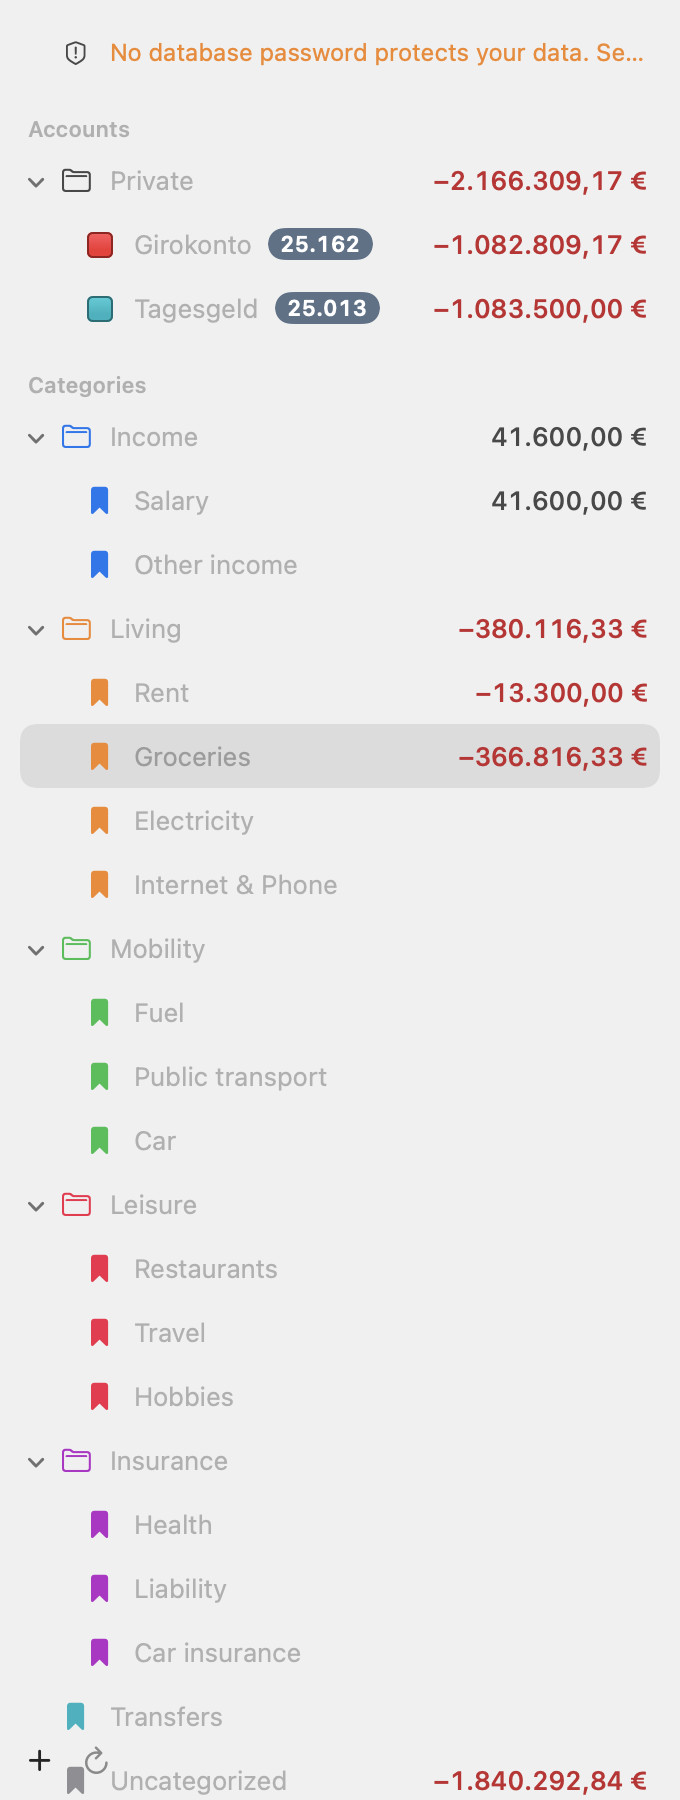 No database password protects your data. Se...
Accounts
Private −2.166.309,17 €
Girokonto 25.162 −1.082.809,17 €
Tagesgeld 25.013 −1.083.500,00 €
Categories
Income 41.600,00 €
Salary 41.600,00 €
Other income
Living −380.116,33 €
Rent −13.300,00 €
Groceries −366.816,33 €
Electricity
Internet & Phone
Mobility
Fuel
Public transport
Car
Leisure
Restaurants
Travel
Hobbies
Insurance
Health
Liability
Car insurance
Transfers
Uncategorized −1.840.292,84 €